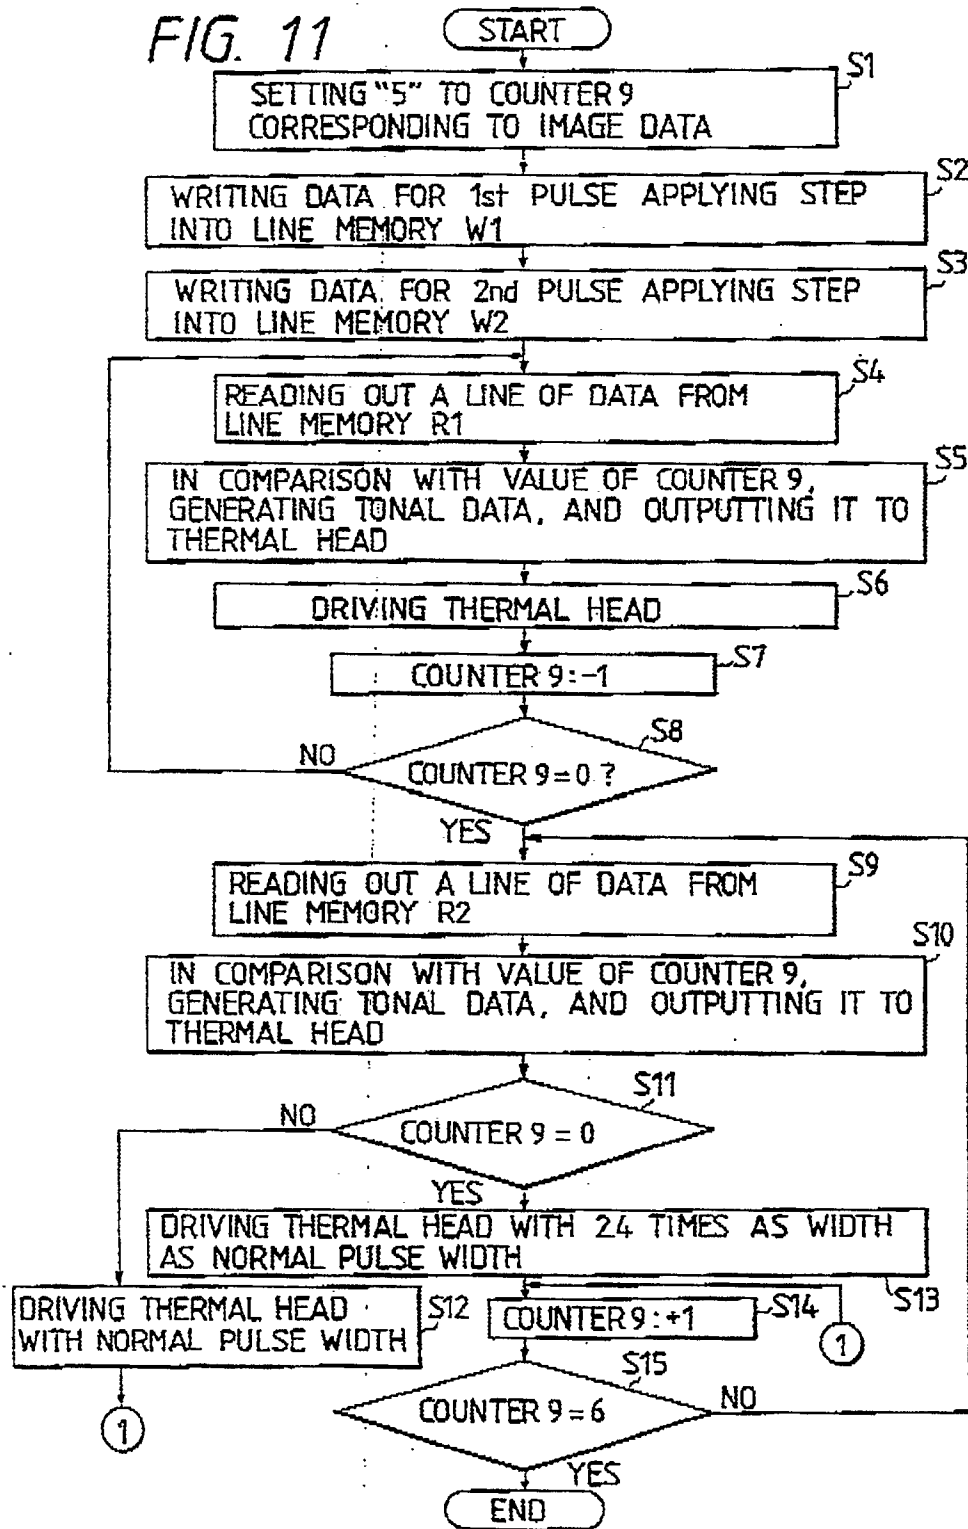 FIG. 11
START
S1
SETTING "5" TO COUNTER 9
CORRESPONDING TO IMAGE DATA
S2
WRITING DATA FOR 1st PULSE APPLYING STEP
INTO LINE MEMORY W1
S3
WRITING DATA FOR 2nd PULSE APPLYING STEP
INTO LINE MEMORY W2
S4
READING OUT A LINE OF DATA FROM
LINE MEMORY R1
S5
IN COMPARISON WITH VALUE OF COUNTER 9,
GENERATING TONAL DATA, AND OUTPUTTING IT TO
THERMAL HEAD
S6
DRIVING THERMAL HEAD
S7
COUNTER 9:-1
S8
NO
COUNTER 9=0 ?
YES
S9
READING OUT A LINE OF DATA FROM
LINE MEMORY R2
S10
IN COMPARISON WITH VALUE OF COUNTER 9,
GENERATING TONAL DATA, AND OUTPUTTING IT TO
THERMAL HEAD
S11
NO
COUNTER 9 = 0
YES
DRIVING THERMAL HEAD WITH 24 TIMES AS WIDTH
AS NORMAL PULSE WIDTH
S13
DRIVING THERMAL HEAD
WITH NORMAL PULSE WIDTH
S12
COUNTER 9:+1
S14
1
S15
COUNTER 9 = 6
NO
1
YES
END